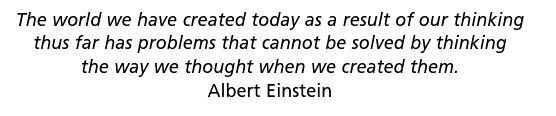 The world we have created today as a result of our thinking
thus far has problems that cannot be solved by thinking
the way we thought when we created them.
Albert Einstein